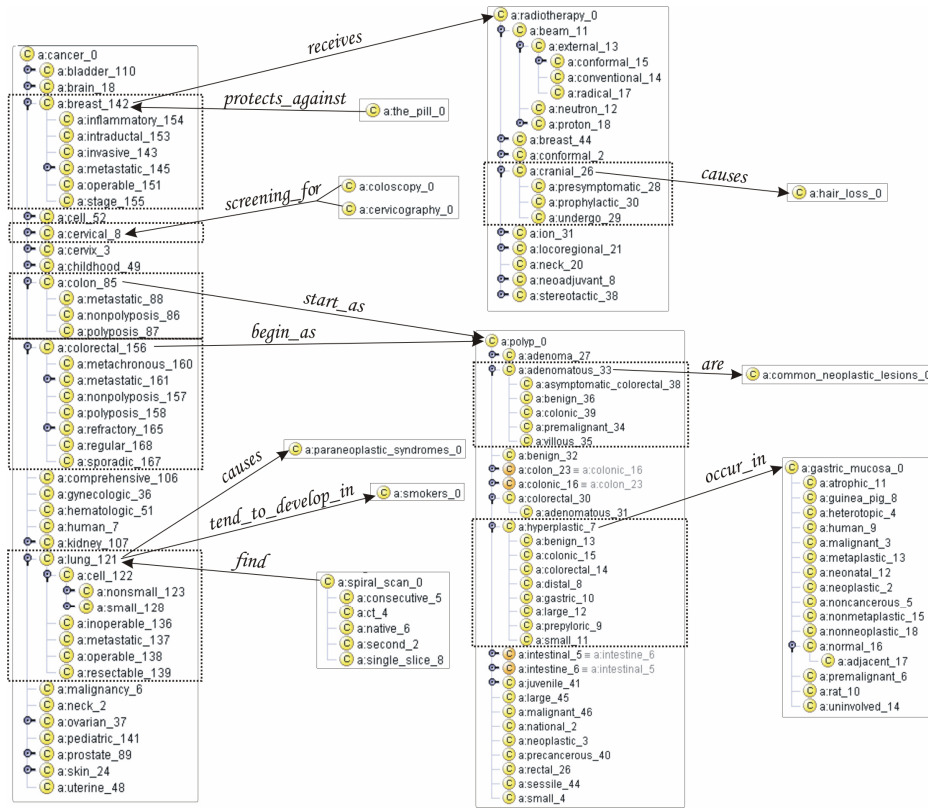 a:cancer_0
a:bladder_110
a:brain_18
a:breast_142
a:inflammatory_154
a:intraductal_153
a:invasive_143
a:metastatic_145
a:operable_151
a:stage_155
a:cell_52
a:cervical_8
a:cervix_3
a:childhood_49
a:colon_85
a:metastatic_88
a:nonpolyposis_86
a:polyposis_87
a:colorectal_156
a:metachronous_160
a:metastatic_161
a:nonpolyposis_157
a:polyposis_158
a:refractory_165
a:regular_168
a:sporadic_167
a:comprehensive_106
a:gynecologic_36
a:hematologic_51
a:human_7
a:kidney_107
a:lung_121
a:cell_122
a:nonsmall_123
a:small_128
a:inoperable_136
a:metastatic_137
a:operable_138
a:resectable_139
a:malignancy_6
a:neck_2
a:ovarian_37
a:pediatric_141
a:prostate_89
a:skin_24
a:uterine_48
receives
protects_against
a:the_pill_0
screening_for
a:coloscopy_0
a:cervicography_0
start_as
begin_as
causes
a:paraneoplastic_syndromes_0
tend_to_develop_in
a:smokers_0
find
a:spiral_scan_0
a:consecutive_5
a:ct_4
a:native_6
a:second_2
a:single_slice_8
a:radiotherapy_0
a:beam_11
a:external_13
a:conformal_15
a:conventional_14
a:radical_17
a:neutron_12
a:proton_18
a:breast_44
a:conformal_2
a:cranial_26
a:presymptomatic_28
a:prophylactic_30
a:undergo_29
a:ion_31
a:locoregional_21
a:neck_20
a:neoadjuvant_8
a:stereotactic_38
causes
a:hair_loss_0
a:polyp_0
a:adenoma_27
a:adenomatous_33
a:asymptomatic_colorectal_38
a:benign_36
a:colonic_39
a:premalignant_34
a:villous_35
a:benign_32
a:colon_23 ≡ a:colonic_16
a:colonic_16 ≡ a:colon_23
a:colorectal_30
a:adenomatous_31
a:hyperplastic_7
a:benign_13
a:colonic_15
a:colorectal_14
a:distal_8
a:gastric_10
a:large_12
a:prepyloric_9
a:small_11
a:intestinal_5 ≡ a:intestine_6
a:intestine_6 ≡ a:intestinal_5
a:juvenile_41
a:large_45
a:malignant_46
a:national_2
a:neoplastic_3
a:precancerous_40
a:rectal_26
a:sessile_44
a:small_4
are
a:common_neoplastic_lesions_0
occur_in
a:gastric_mucosa_0
a:atrophic_11
a:guinea_pig_8
a:heterotopic_4
a:human_9
a:malignant_3
a:metaplastic_13
a:neonatal_12
a:neoplastic_2
a:noncancerous_5
a:nonmetaplastic_15
a:nonneoplastic_18
a:normal_16
a:adjacent_17
a:premalignant_6
a:rat_10
a:uninvolved_14